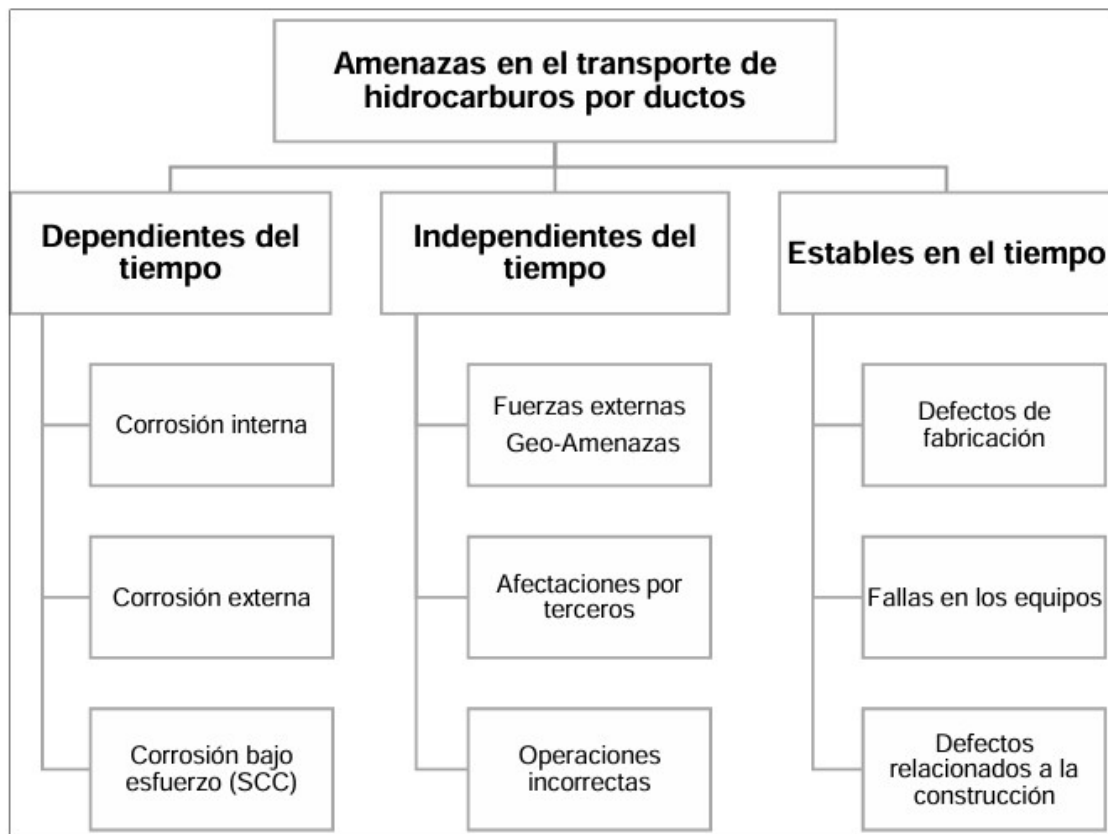 Amenazas en el transporte de
hidrocarburos por ductos
Dependientes del
tiempo
Corrosión interna
Corrosión externa
Corrosión bajo
esfuerzo (SCC)
Independientes del
tiempo
Fuerzas externas
Geo-Amenazas
Afectaciones por
terceros
Operaciones
incorrectas
Estables en el tiempo
Defectos de
fabricación
Fallas en los equipos
Defectos
relacionados a la
construcción